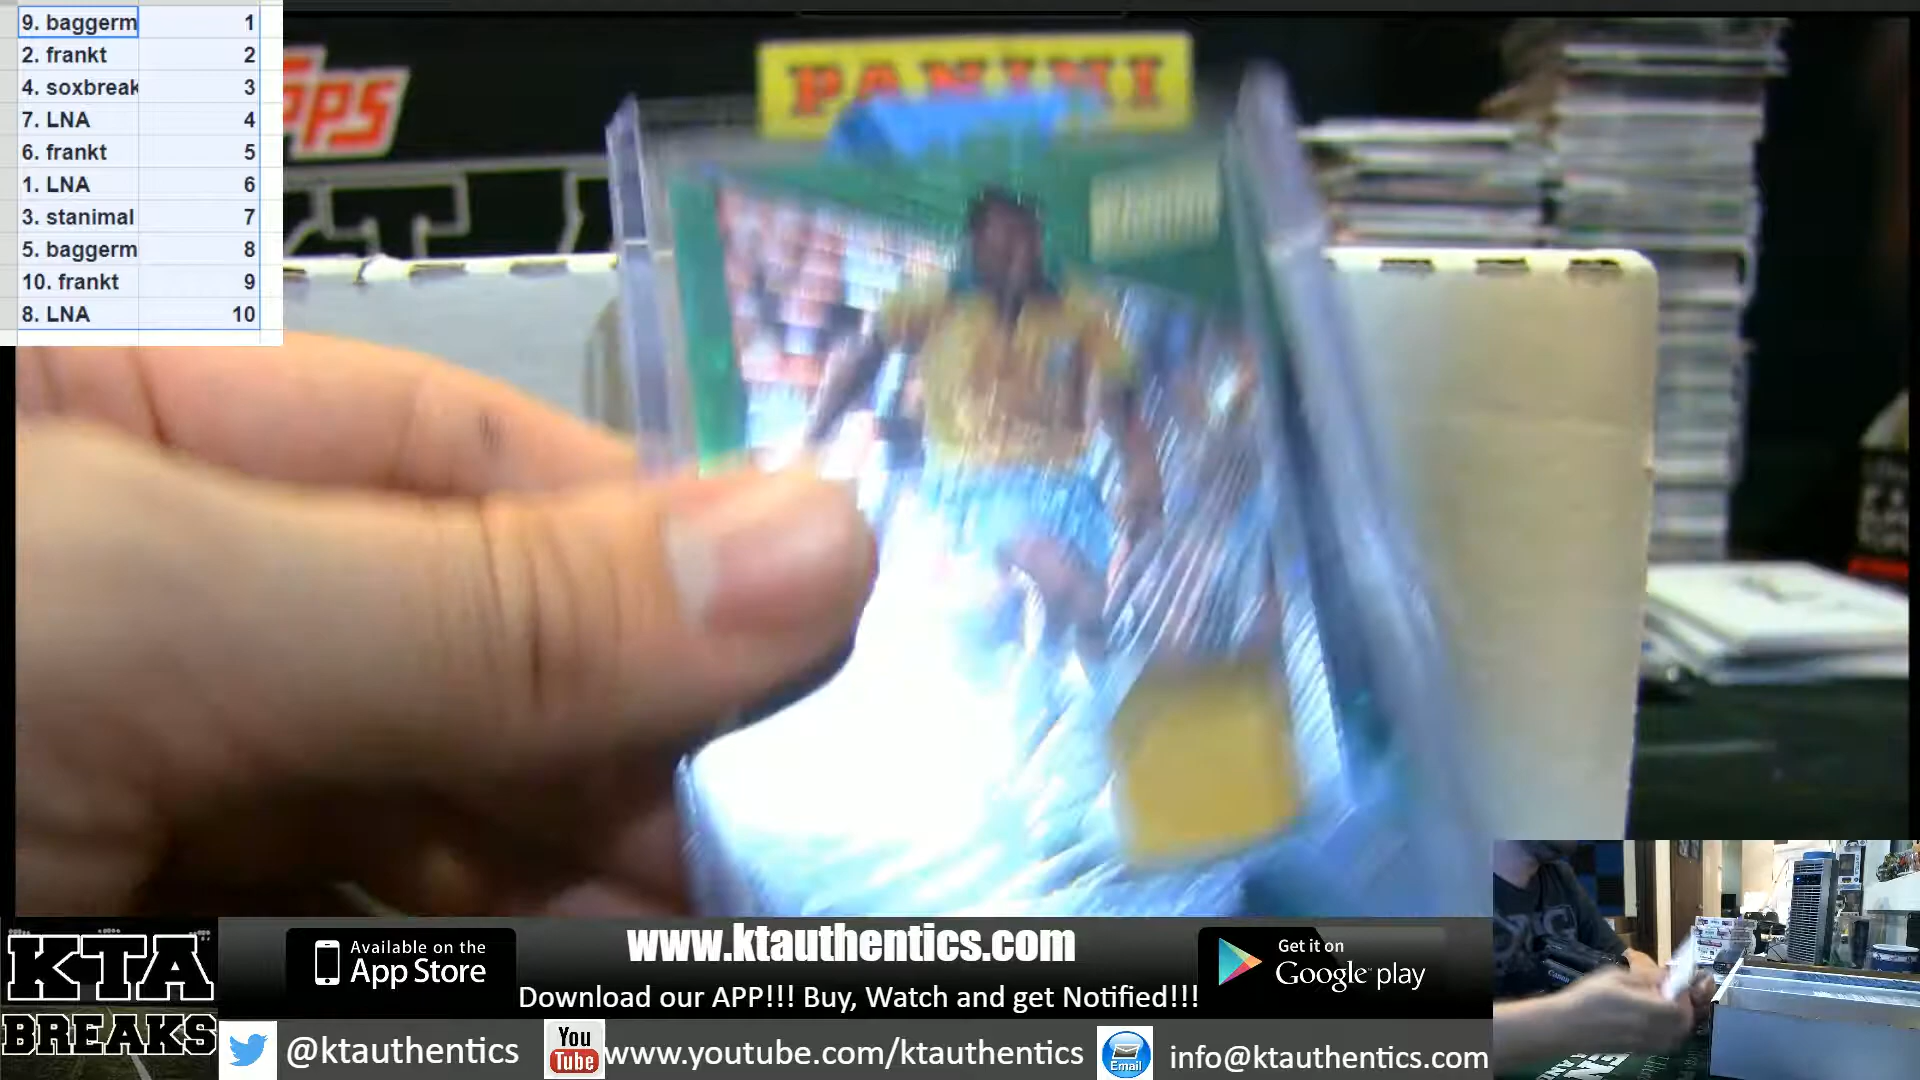 9. baggerm 1
2. frankt 2
4. soxbreak 3
7. LNA 4
6. frankt 5
1. LNA 6
3. stanimal 7
5. baggerm 8
10. frankt 9
8. LNA 10
PANINI
KTA
BREAKS
Available on the
App Store
www.ktauthentics.com
Download our APP!!! Buy, Watch and get Notified!!!
Get it on
Google play
@ktauthentics
You
Tube
www.youtube.com/ktauthentics
Email
info@ktauthentics.com